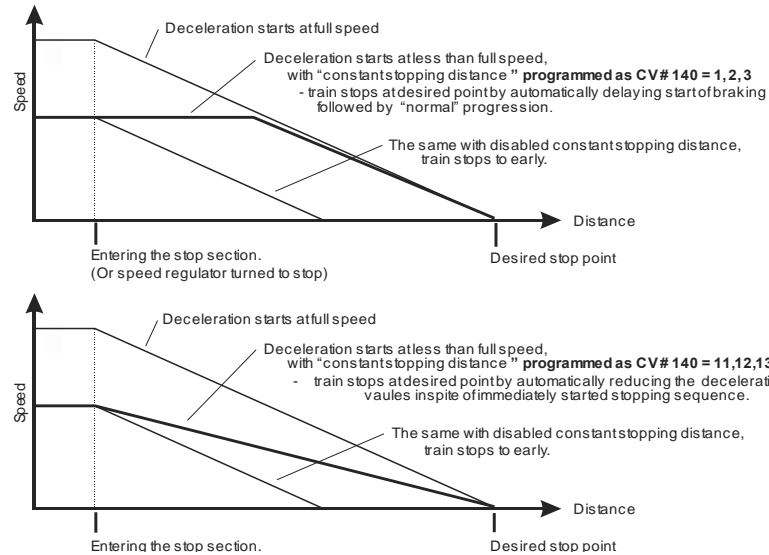 Deceleration starts at full speed
Deceleration starts at less than full speed,
with “constant stopping distance ” programmed as CV# 140 = 1, 2, 3
- train stops at desired point by automatically delaying start of braking
followed by “normal” progression.
Speed
The same with disabled constant stopping distance,
train stops to early.
Distance
Entering the stop section.
(Or speed regulator turned to stop)
Desired stop point
Deceleration starts at full speed
Deceleration starts at less than full speed,
with “constant stopping distance ” programmed as CV# 140 = 11,12,13
- train stops at desired point by automatically reducing the decelerati
vaules inspite of immediately started stopping sequence.
Speed
The same with disabled constant stopping distance,
train stops to early.
Distance
Entering the stop section.
Desired stop point